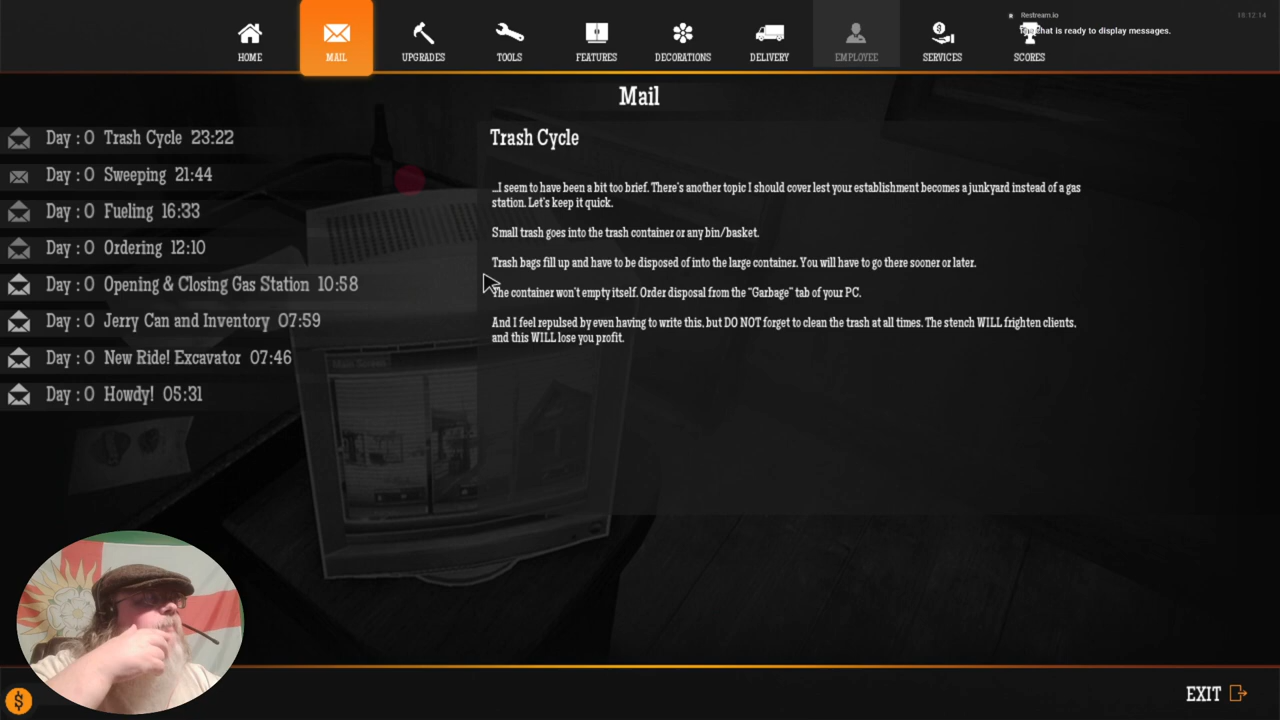 HOME
MAIL
UPGRADES
TOOLS
FEATURES
DECORATIONS
DELIVERY
EMPLOYEE
SERVICES
SCORES
Restream.io
18:12:14
chat is ready to display messages.
Mail
Day : 0 Trash Cycle 23:22
Day : 0 Sweeping 21:44
Day : 0 Fueling 16:33
Day : 0 Ordering 12:10
Day : 0 Opening & Closing Gas Station 10:58
Day : 0 Jerry Can and Inventory 07:59
Day : 0 New Ride! Excavator 07:46
Day : 0 Howdy! 05:31
Trash Cycle
...I seem to have been a bit too brief. There's another topic I should cover lest your establishment becomes a junkyard instead of a gas
station. Let's keep it quick.
Small trash goes into the trash container or any bin/basket.
Trash bags fill up and have to be disposed of into the large container. You will have to go there sooner or later.
The container won't empty itself. Order disposal from the "Garbage" tab of your PC.
And I feel repulsed by even having to write this, but DO NOT forget to clean the trash at all times. The stench WILL frighten clients,
and this WILL lose you profit.
$
EXIT